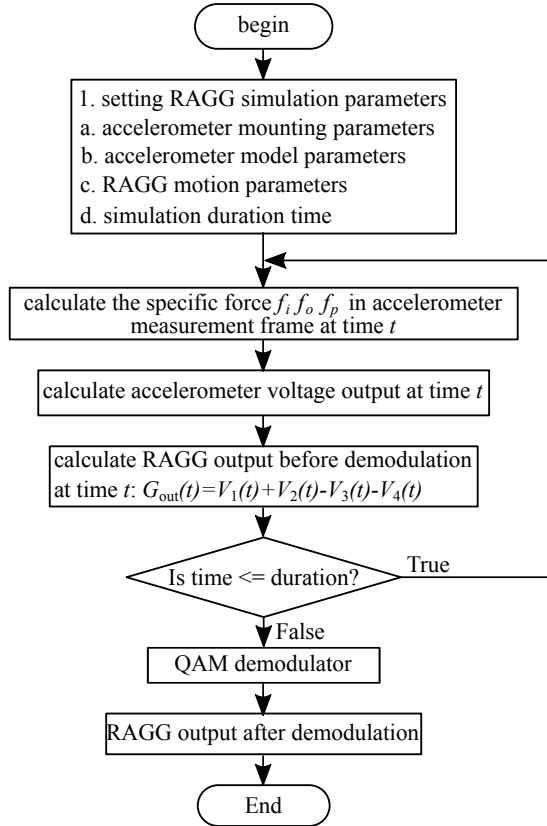 begin
1. setting RAGG simulation parameters
a. accelerometer mounting parameters
b. accelerometer model parameters
c. RAGG motion parameters
d. simulation duration time
calculate the specific force f_i f_o f_p in accelerometer
measurement frame at time t
calculate accelerometer voltage output at time t
calculate RAGG output before demodulation
at time t: G_out(t)=V_1(t)+V_2(t)-V_3(t)-V_4(t)
Is time <= duration?
True
False
QAM demodulator
RAGG output after demodulation
End